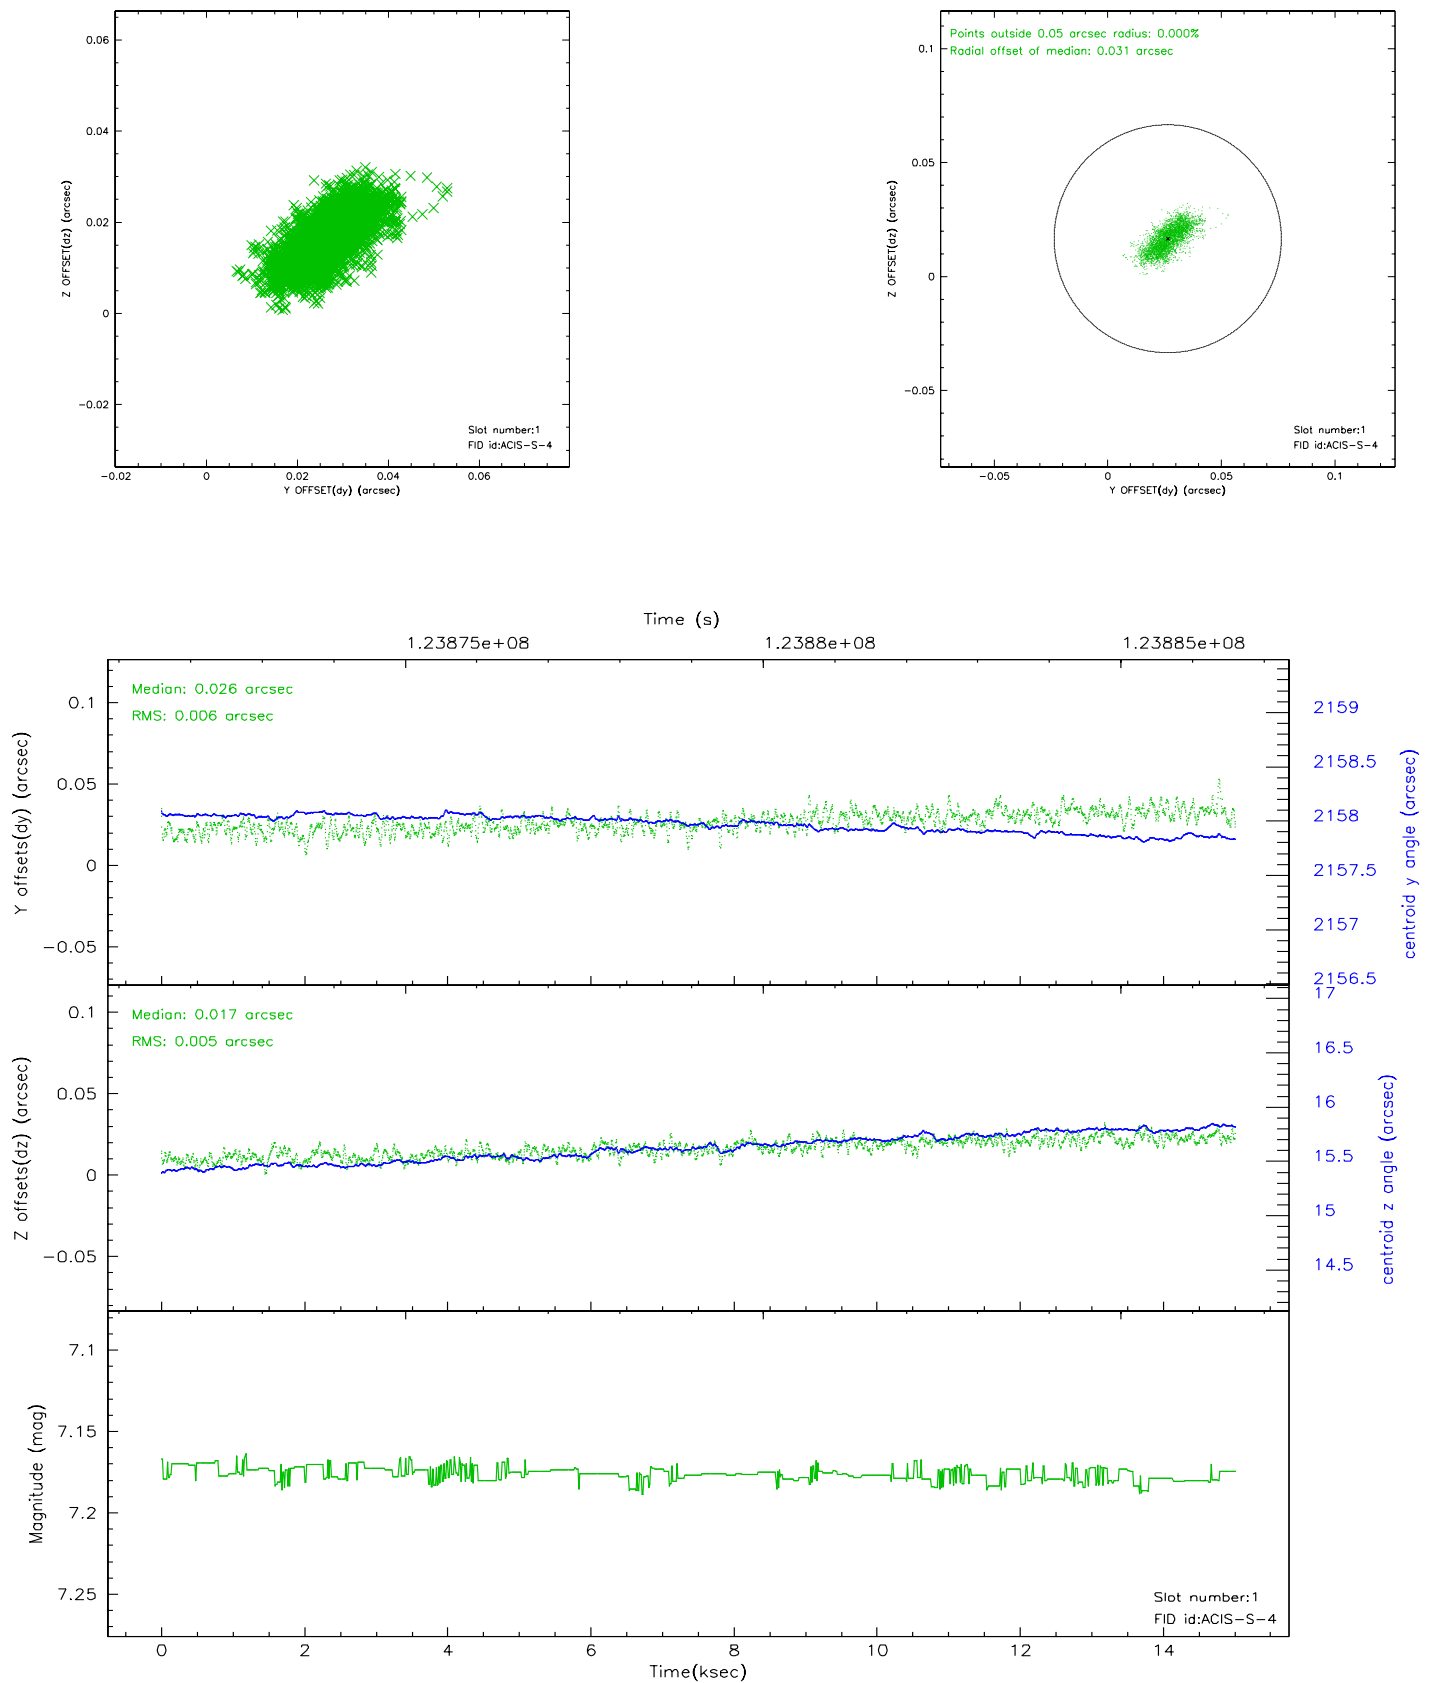 0.06
0.04
0.02
0
-0.02
Z OFFSET(dz) (arcsec)
Slot number:1
FID id:ACIS-S-4
-0.02 0 0.02 0.04 0.06
Y OFFSET(dy) (arcsec)
Points outside 0.05 arcsec radius: 0.000%
Radial offset of median: 0.031 arcsec
0.1
0.05
0
-0.05
Z OFFSET(dz) (arcsec)
Slot number:1
FID id:ACIS-S-4
-0.05 0 0.05 0.1
Y OFFSET(dy) (arcsec)
Time (s)
1.23875e+08 1.2388e+08 1.23885e+08
Median: 0.026 arcsec
RMS: 0.006 arcsec
0.1
0.05
0
-0.05
Y offsets(dy) (arcsec)
2159
2158.5
2158
2157.5
2157
2156.5
centroid y angle (arcsec)
Median: 0.017 arcsec
RMS: 0.005 arcsec
0.1
0.05
0
-0.05
Z offsets(dz) (arcsec)
17
16.5
16
15.5
15
14.5
centroid z angle (arcsec)
7.1
7.15
7.2
7.25
Magnitude (mag)
Slot number:1
FID id:ACIS-S-4
0 2 4 6 8 10 12 14
Time(ksec)